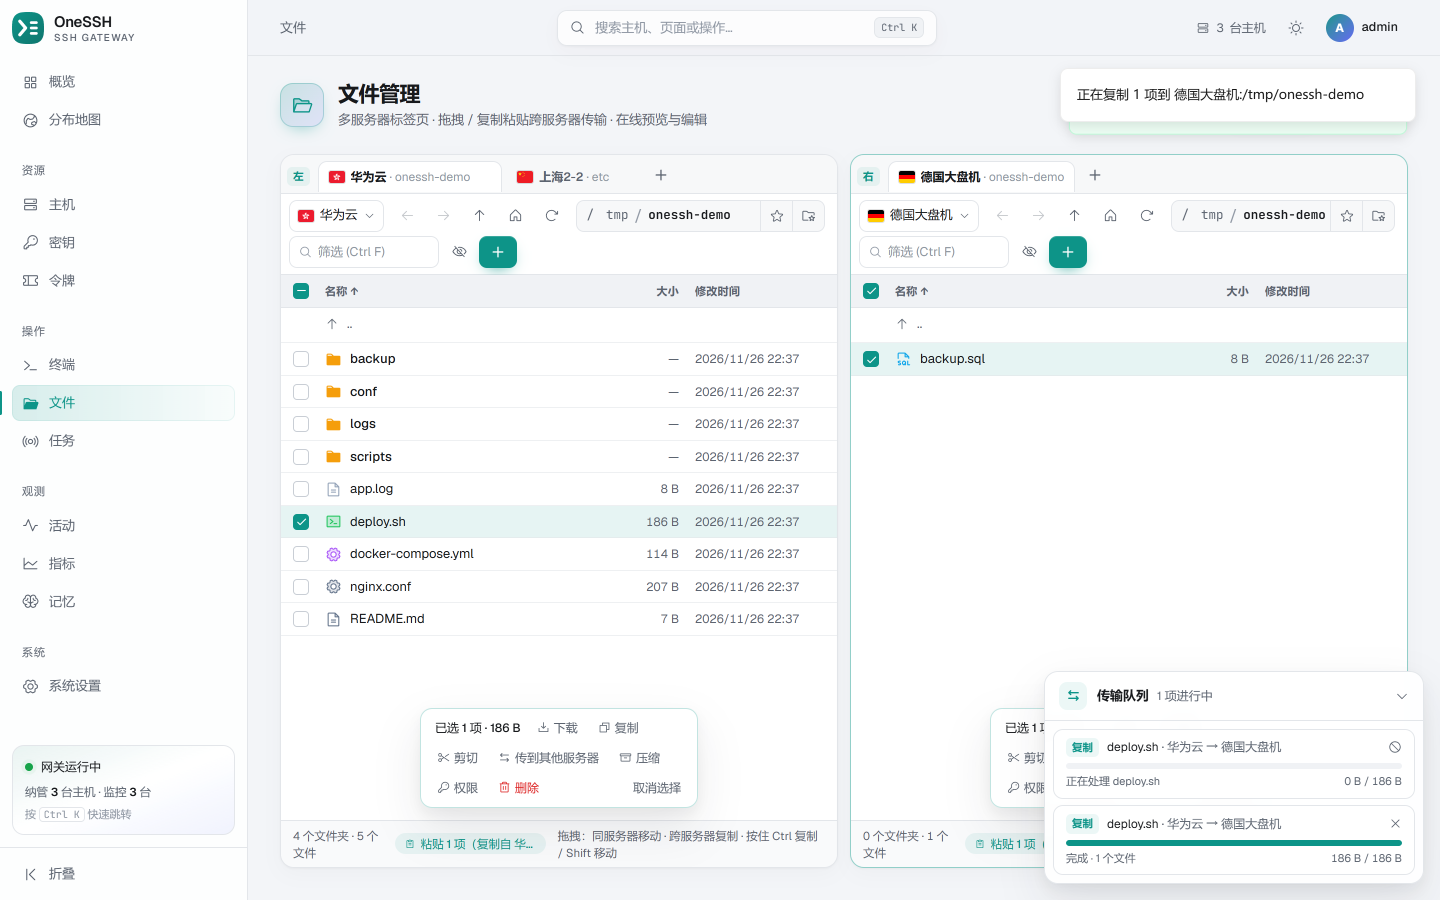 OneSSH
SSH GATEWAY
概览
分布地图
资源
主机
密钥
令牌
操作
终端
文件
任务
观测
活动
指标
记忆
系统
系统设置
网关运行中
纳管 3 台主机 · 监控 3 台
按 Ctrl K 快速跳转
折叠
文件
搜索主机、页面或操作...
Ctrl K
3 台主机
A
admin
文件管理
多服务器标签页 · 拖拽 / 复制粘贴跨服务器传输 · 在线预览与编辑
正在复制 1 项到 德国大盘机:/tmp/onessh-demo
左
华为云 · onessh-demo
上海2-2 · etc
华为云
/ tmp / onessh-demo
筛选 (Ctrl F)
名称 大小 修改时间
..
backup — 2026/11/26 22:37
conf — 2026/11/26 22:37
logs — 2026/11/26 22:37
scripts — 2026/11/26 22:37
app.log 8 B 2026/11/26 22:37
deploy.sh 186 B 2026/11/26 22:37
docker-compose.yml 114 B 2026/11/26 22:37
nginx.conf 207 B 2026/11/26 22:37
README.md 7 B 2026/11/26 22:37
已选 1 项 · 186 B 下载 复制
剪切 传到其他服务器 压缩
权限 删除 取消选择
4 个文件夹 · 5 个
文件
粘贴 1 项（复制自 华...
拖拽：同服务器移动 · 跨服务器复制 · 按住 Ctrl 复制
/ Shift 移动
右
德国大盘机 · onessh-demo
德国大盘机
/ tmp / onessh-demo
筛选 (Ctrl F)
名称 大小 修改时间
..
SQL
backup.sql 8 B 2026/11/26 22:37
已选 1
剪切
权限
0 个文件夹 · 1 个
文件
粘贴 1 项
传输队列 1 项进行中
复制 deploy.sh · 华为云 → 德国大盘机
正在处理 deploy.sh 0 B / 186 B
复制 deploy.sh · 华为云 → 德国大盘机
完成 · 1 个文件 186 B / 186 B